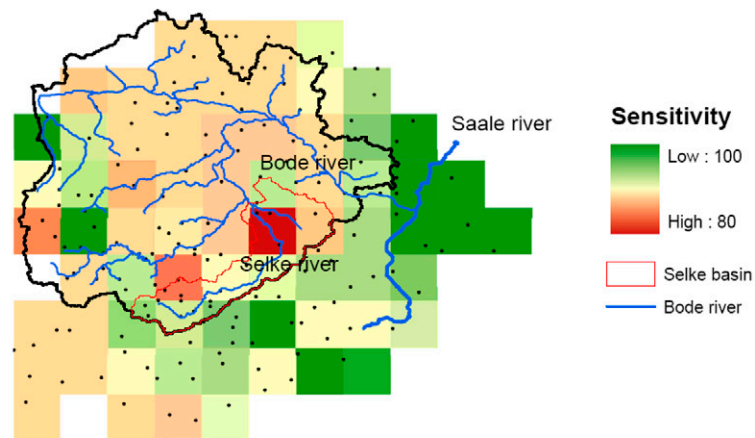 Saale river
Bode river
Selke river
Sensitivity
Low : 100
High : 80
Selke basin
Bode river